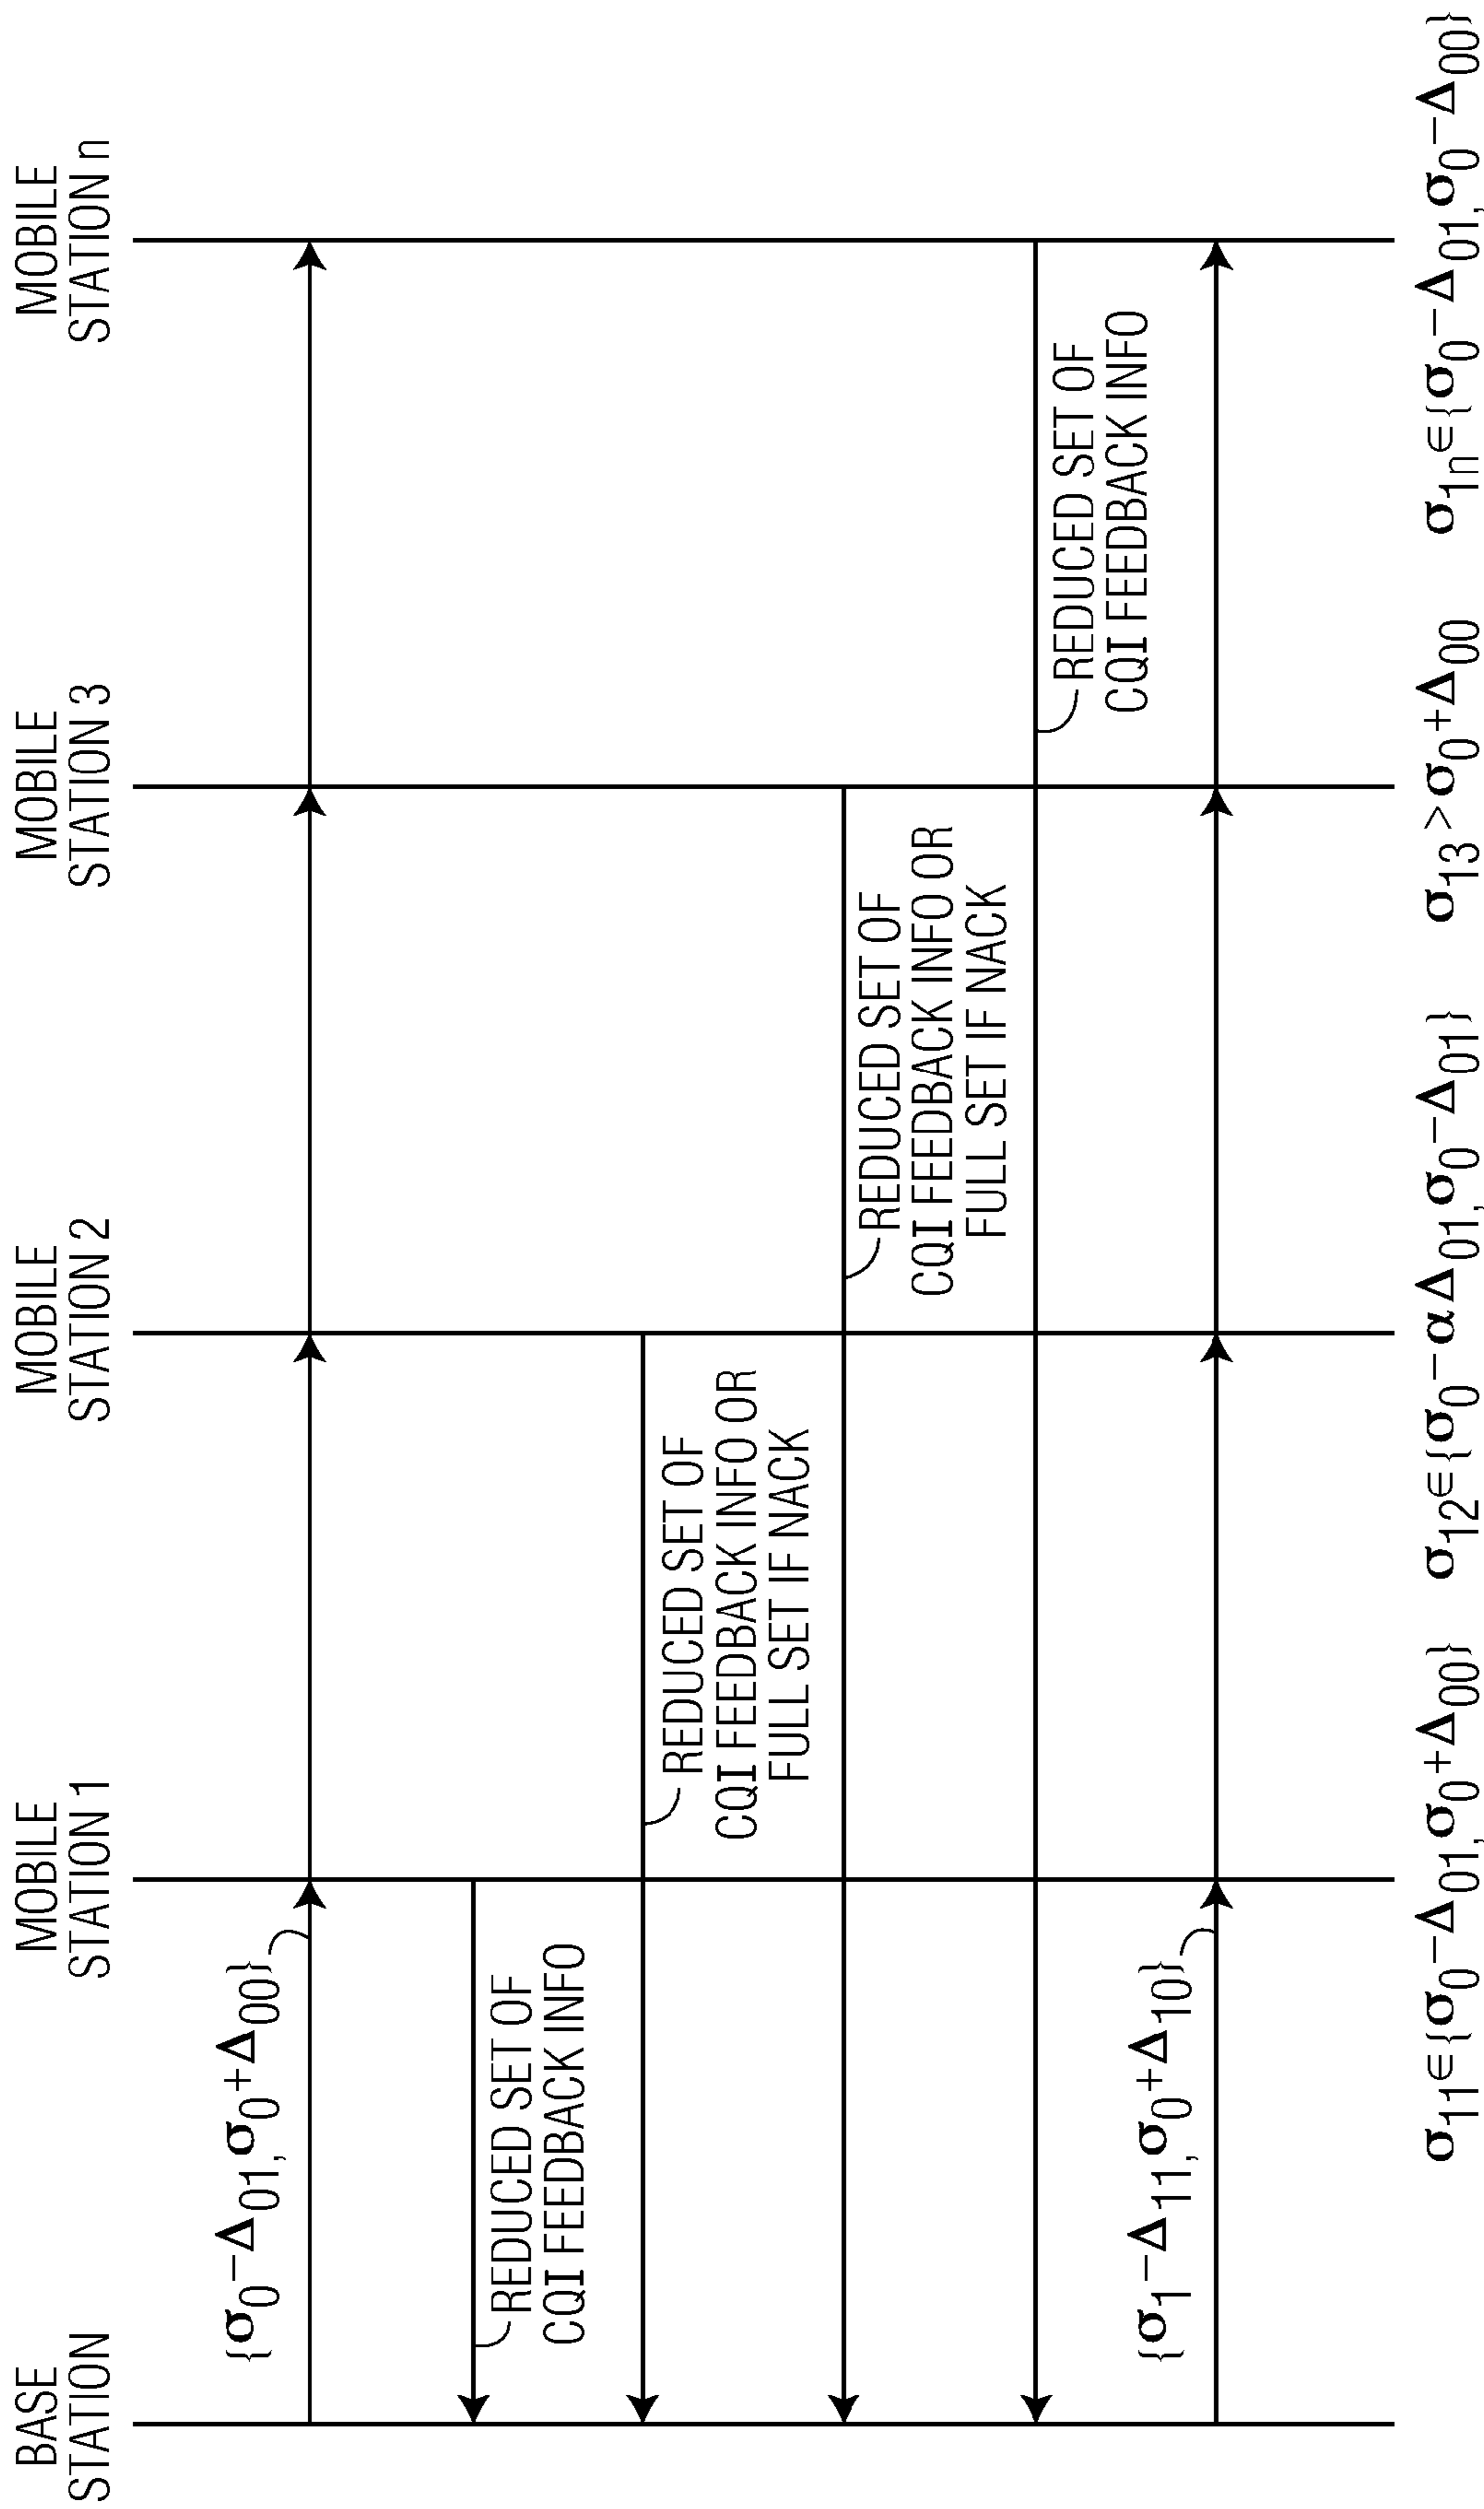 BASE
STATION
MOBILE
STATION 1
MOBILE
STATION 2
MOBILE
STATION 3
MOBILE
STATION n
{σ0-Δ01,σ0+Δ00}
REDUCED SET OF
CQI FEEDBACK INFO
REDUCED SET OF
CQI FEEDBACK INFO OR
FULL SET IF NACK
REDUCED SET OF
CQI FEEDBACK INFO OR
FULL SET IF NACK
REDUCED SET OF
CQI FEEDBACK INFO
{σ1-Δ11,σ0+Δ10}
σ11∈{σ0-Δ01,σ0+Δ00} σ12∈{σ0-αΔ01,σ0-Δ01} σ13>σ0+Δ00 σ1n∈{σ0-Δ01,σ0-Δ00}